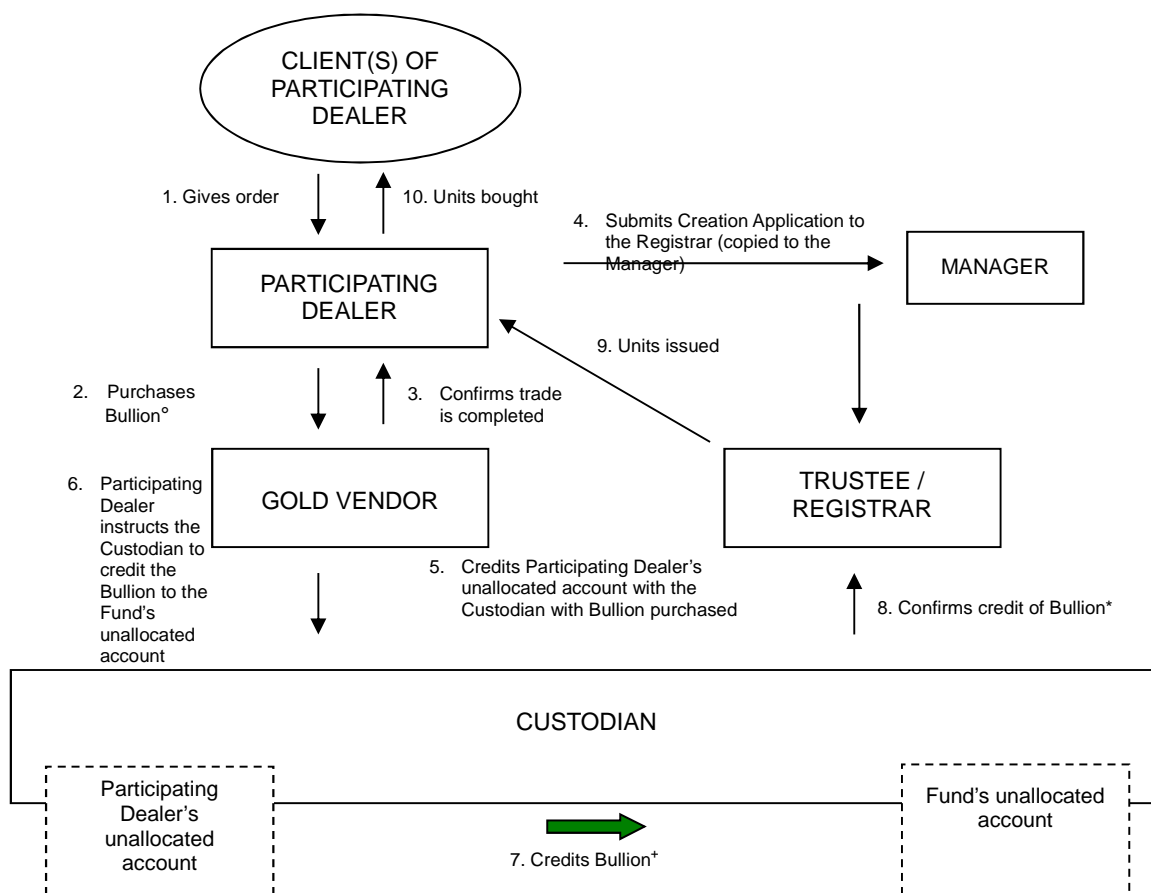 CLIENT(S) OF
PARTICIPATING
DEALER
1. Gives order
10. Units bought
4. Submits Creation Application to
the Registrar (copied to the
Manager)
MANAGER
PARTICIPATING
DEALER
9. Units issued
2. Purchases
Bullion°
3. Confirms trade
is completed
6. Participating
Dealer
instructs the
Custodian to
credit the
Bullion to the
Fund's
unallocated
account
GOLD VENDOR
TRUSTEE /
REGISTRAR
5. Credits Participating Dealer's
unallocated account with the
Custodian with Bullion purchased
8. Confirms credit of Bullion*
CUSTODIAN
Participating
Dealer's
unallocated
account
7. Credits Bullion⁺
Fund's unallocated
account